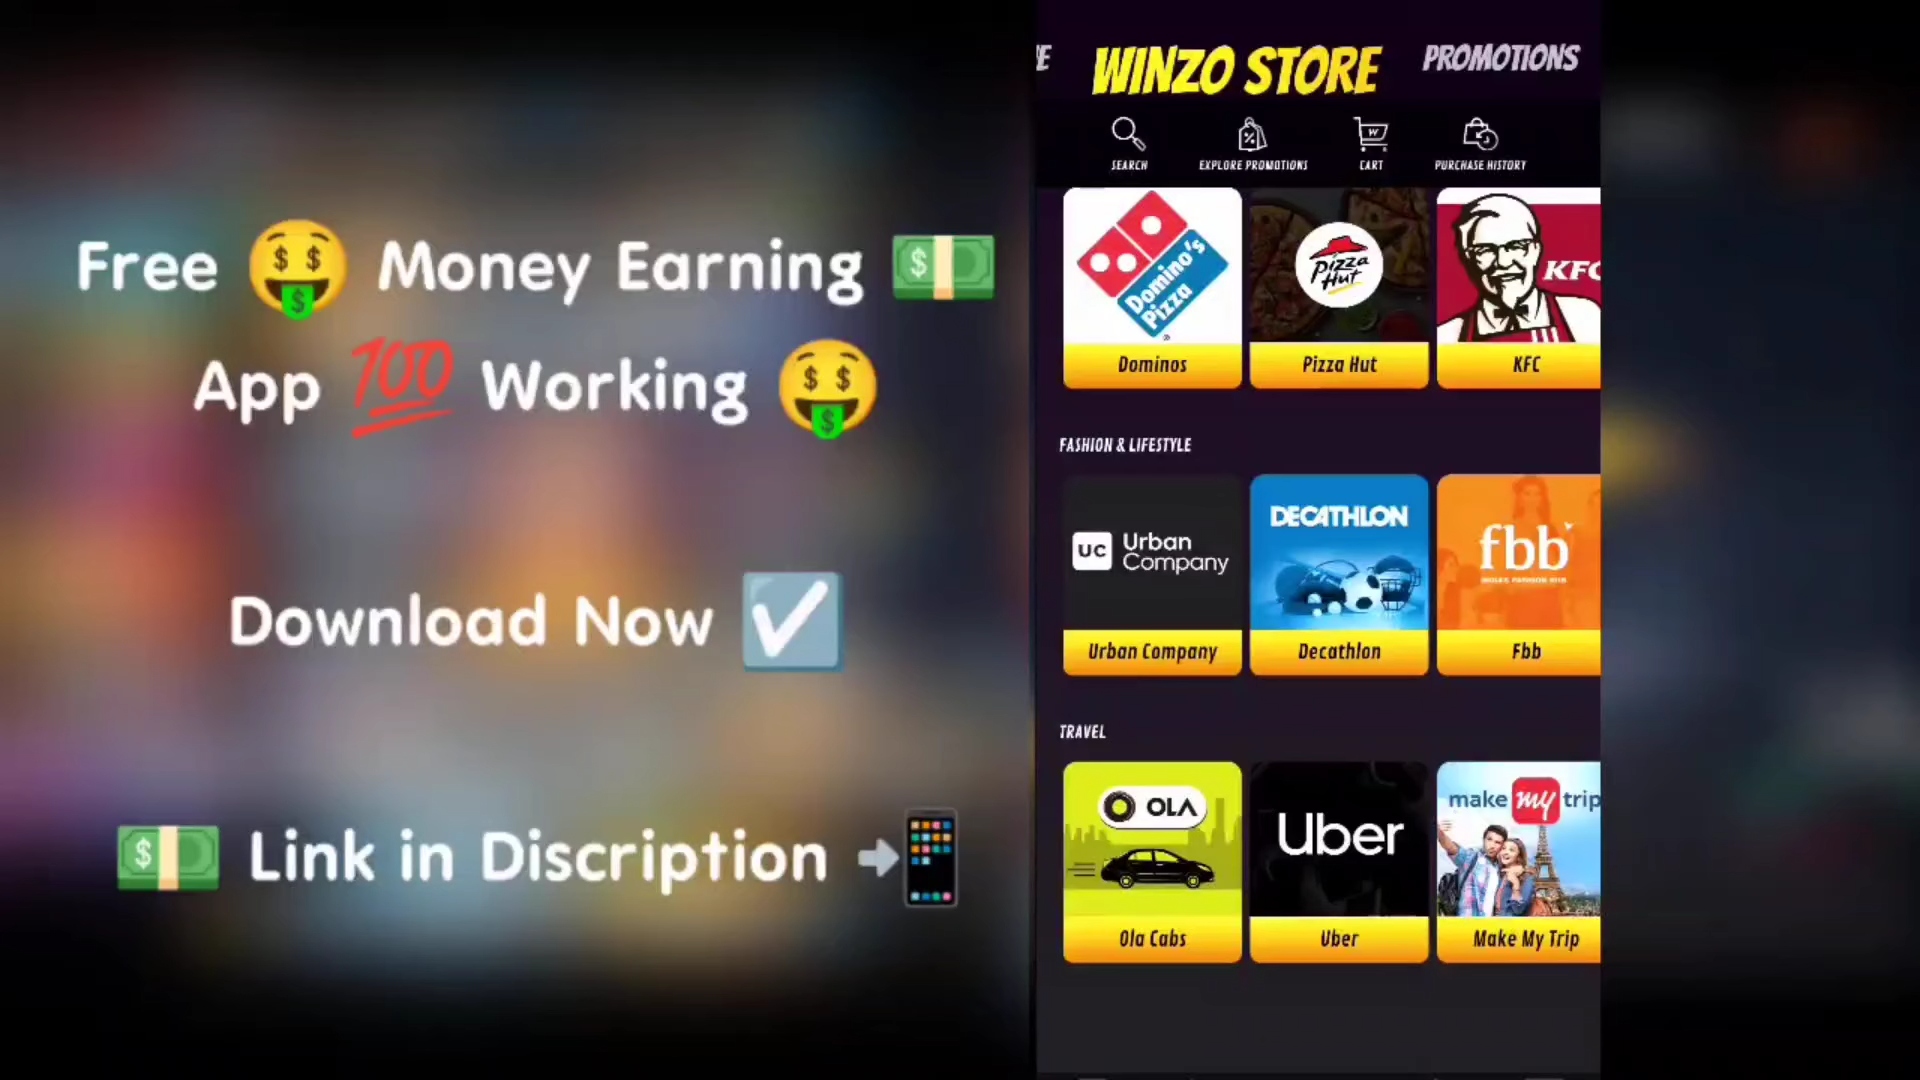 Free 🤑 Money Earning 💵
App 💯 Working 🤑
Download Now ☑️
💵 Link in Discription 📲
E WINZO STORE PROMOTIONS
SEARCH EXPLORE PROMOTIONS CART PURCHASE HISTORY
Domino's
Pizza
Pizza
Hut
KFC
Dominos Pizza Hut KFC
FASHION & LIFESTYLE
UC Urban
Company
DECATHLON
fbb
Urban Company Decathlon Fbb
TRAVEL
OLA
Uber
make my trip
Ola Cabs Uber Make My Trip